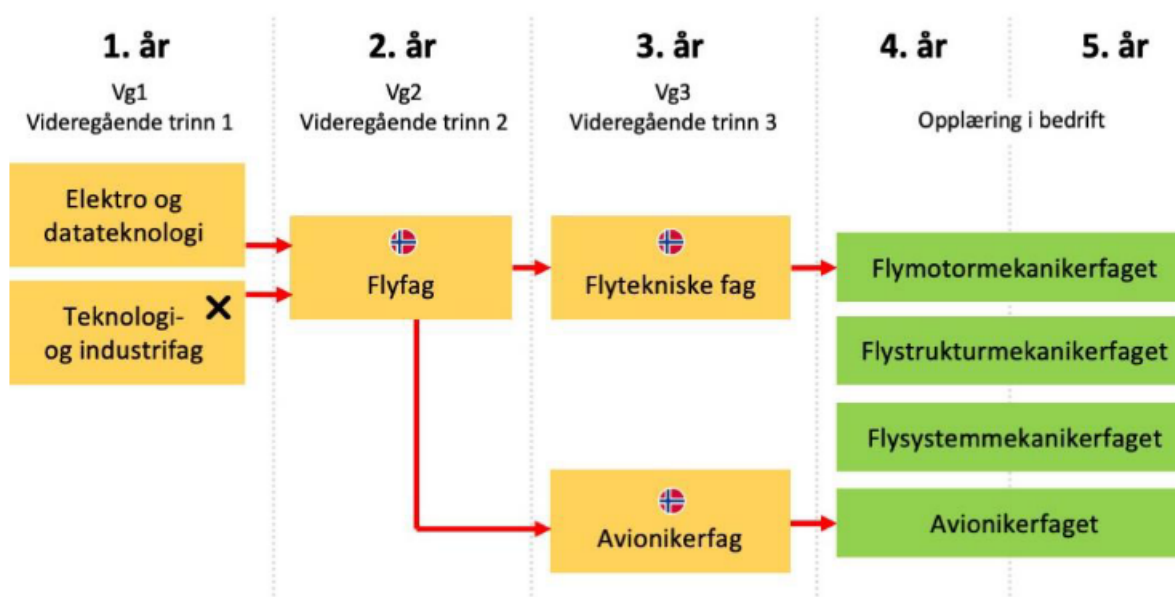 1. år
Vg1
Videregående trinn 1
2. år
Vg2
Videregående trinn 2
3. år
Vg3
Videregående trinn 3
4. år
5. år
Opplæring i bedrift
Elektro og
datateknologi
Teknologi-
og industrifag
Flyfag
Flytekniske fag
Avionikerfag
Flymotormekanikerfaget
Flystrukturmekanikerfaget
Flysystemmekanikerfaget
Avionikerfaget